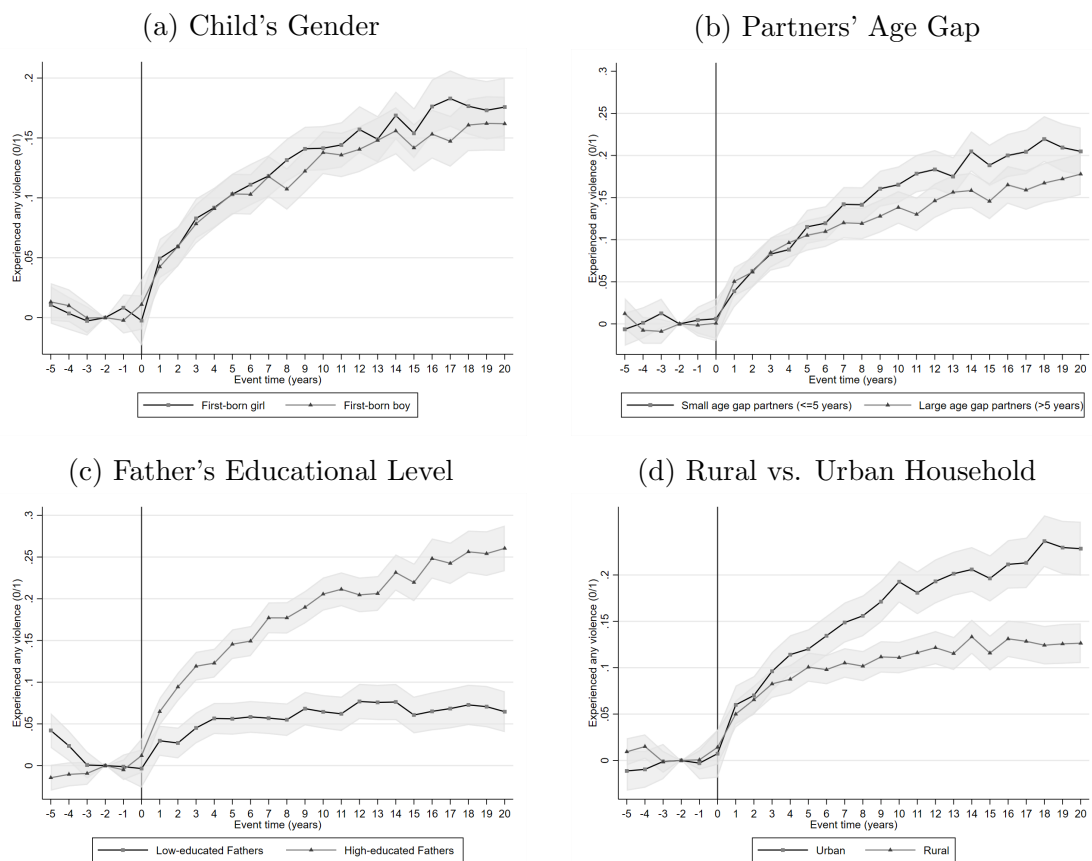 (a) Child's Gender
Experienced any violence (0/1)
0 .05 .1 .15 .2
-5 -4 -3 -2 -1 0 1 2 3 4 5 6 7 8 9 10 11 12 13 14 15 16 17 18 19 20
Event time (years)
First-born girl First-born boy
(b) Partners' Age Gap
Experienced any violence (0/1)
0 .05 .1 .15 .2 .25 .3
-5 -4 -3 -2 -1 0 1 2 3 4 5 6 7 8 9 10 11 12 13 14 15 16 17 18 19 20
Event time (years)
Small age gap partners (<=5 years) Large age gap partners (>5 years)
(c) Father's Educational Level
Experienced any violence (0/1)
0 .05 .1 .15 .2 .25 .3
-5 -4 -3 -2 -1 0 1 2 3 4 5 6 7 8 9 10 11 12 13 14 15 16 17 18 19 20
Event time (years)
Low-educated Fathers High-educated Fathers
(d) Rural vs. Urban Household
Experienced any violence (0/1)
0 .05 .1 .15 .2
-5 -4 -3 -2 -1 0 1 2 3 4 5 6 7 8 9 10 11 12 13 14 15 16 17 18 19 20
Event time (years)
Urban Rural